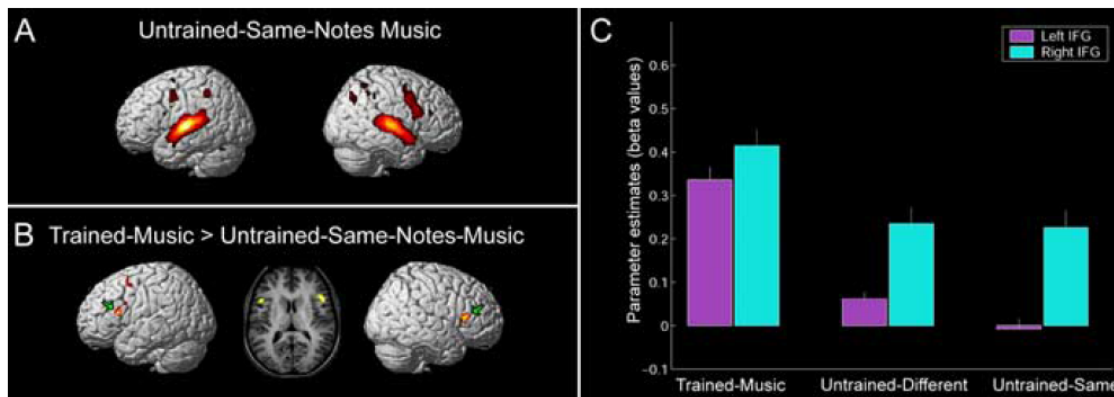 A
Untrained-Same-Notes Music
B
Trained-Music > Untrained-Same-Notes-Music
C
Left IFG
Right IFG
Parameter estimates (beta values)
0.6
0.5
0.4
0.3
0.2
0.1
0
−0.1
Trained-Music
Untrained-Different
Untrained-Same